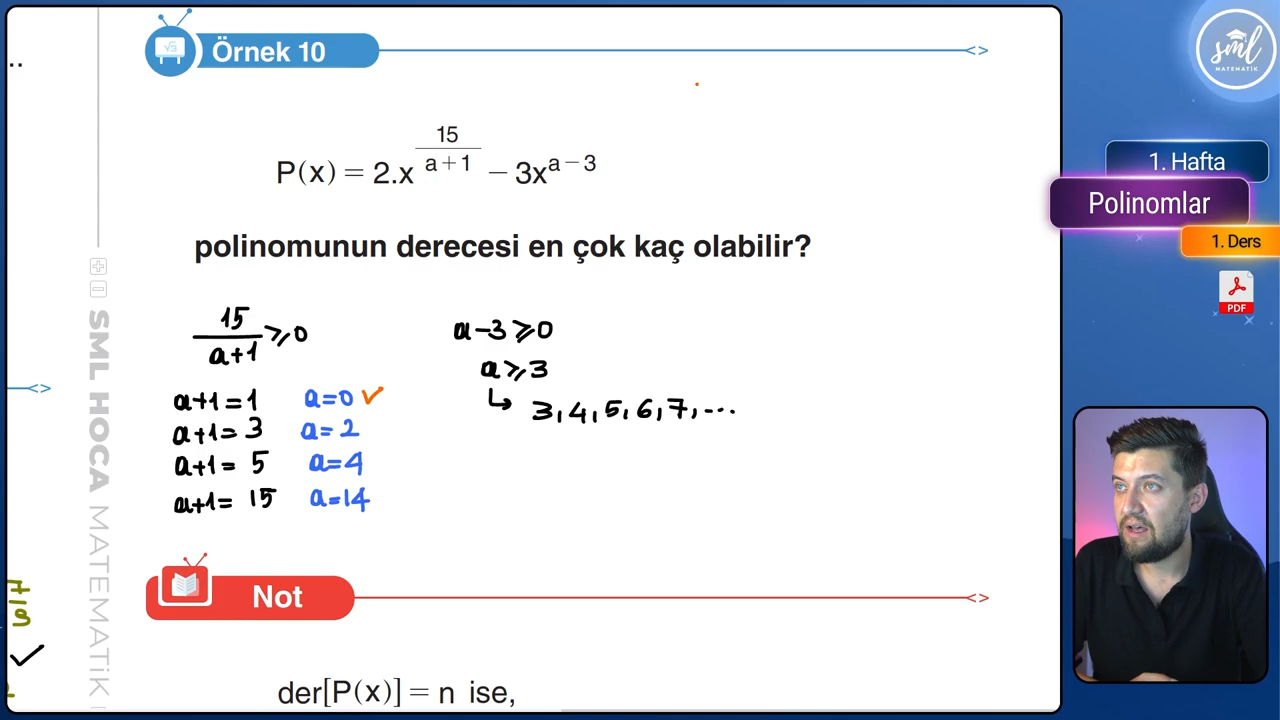 Örnek 10
P(x) = 2.x^{15/(a+1)} − 3x^{a−3}
polinomunun derecesi en çok kaç olabilir?
15/(a+1) ⩾ 0
a+1 = 1 a=0 ✓
a+1 = 3 a=2
a+1 = 5 a=4
a+1 = 15 a=14
a−3 ⩾ 0
a ⩾ 3
↳ 3, 4, 5, 6, 7, ...
Not
der[P(x)] = n ise,
SML HOCA MATEMATİK
sml
MATEMATİK
1. Hafta
Polinomlar
1. Ders
PDF